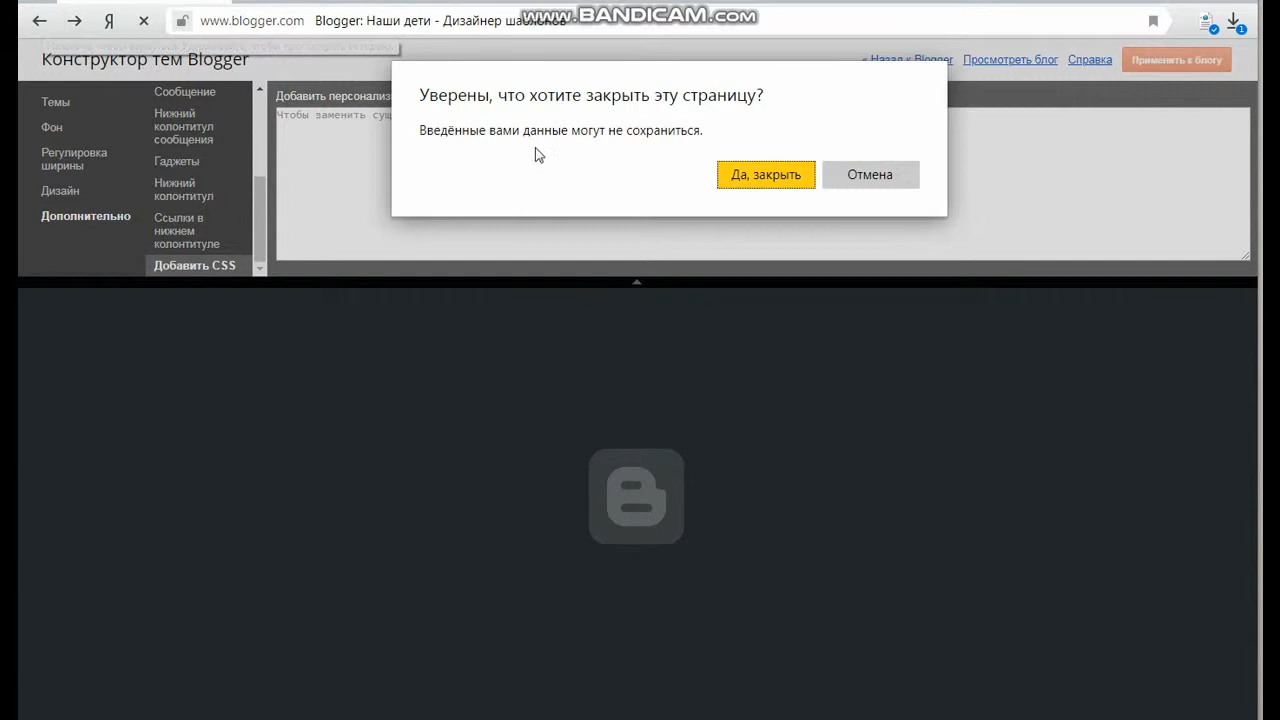 www.BANDICAM.com
Я
www.blogger.com Blogger: Наши дети - Дизайнер шаблонов
1
Конструктор тем Blogger
« Назад к Blogger
Просмотреть блог
Справка
Применить к блогу
Темы
Фон
Регулировка
ширины
Дизайн
Дополнительно
Сообщение
Нижний
колонтитул
сообщения
Гаджеты
Нижний
колонтитул
Ссылки в
нижнем
колонтитуле
Добавить CSS
Добавить персонализ
Чтобы заменить сущ
Уверены, что хотите закрыть эту страницу?
Введённые вами данные могут не сохраниться.
Да, закрыть
Отмена